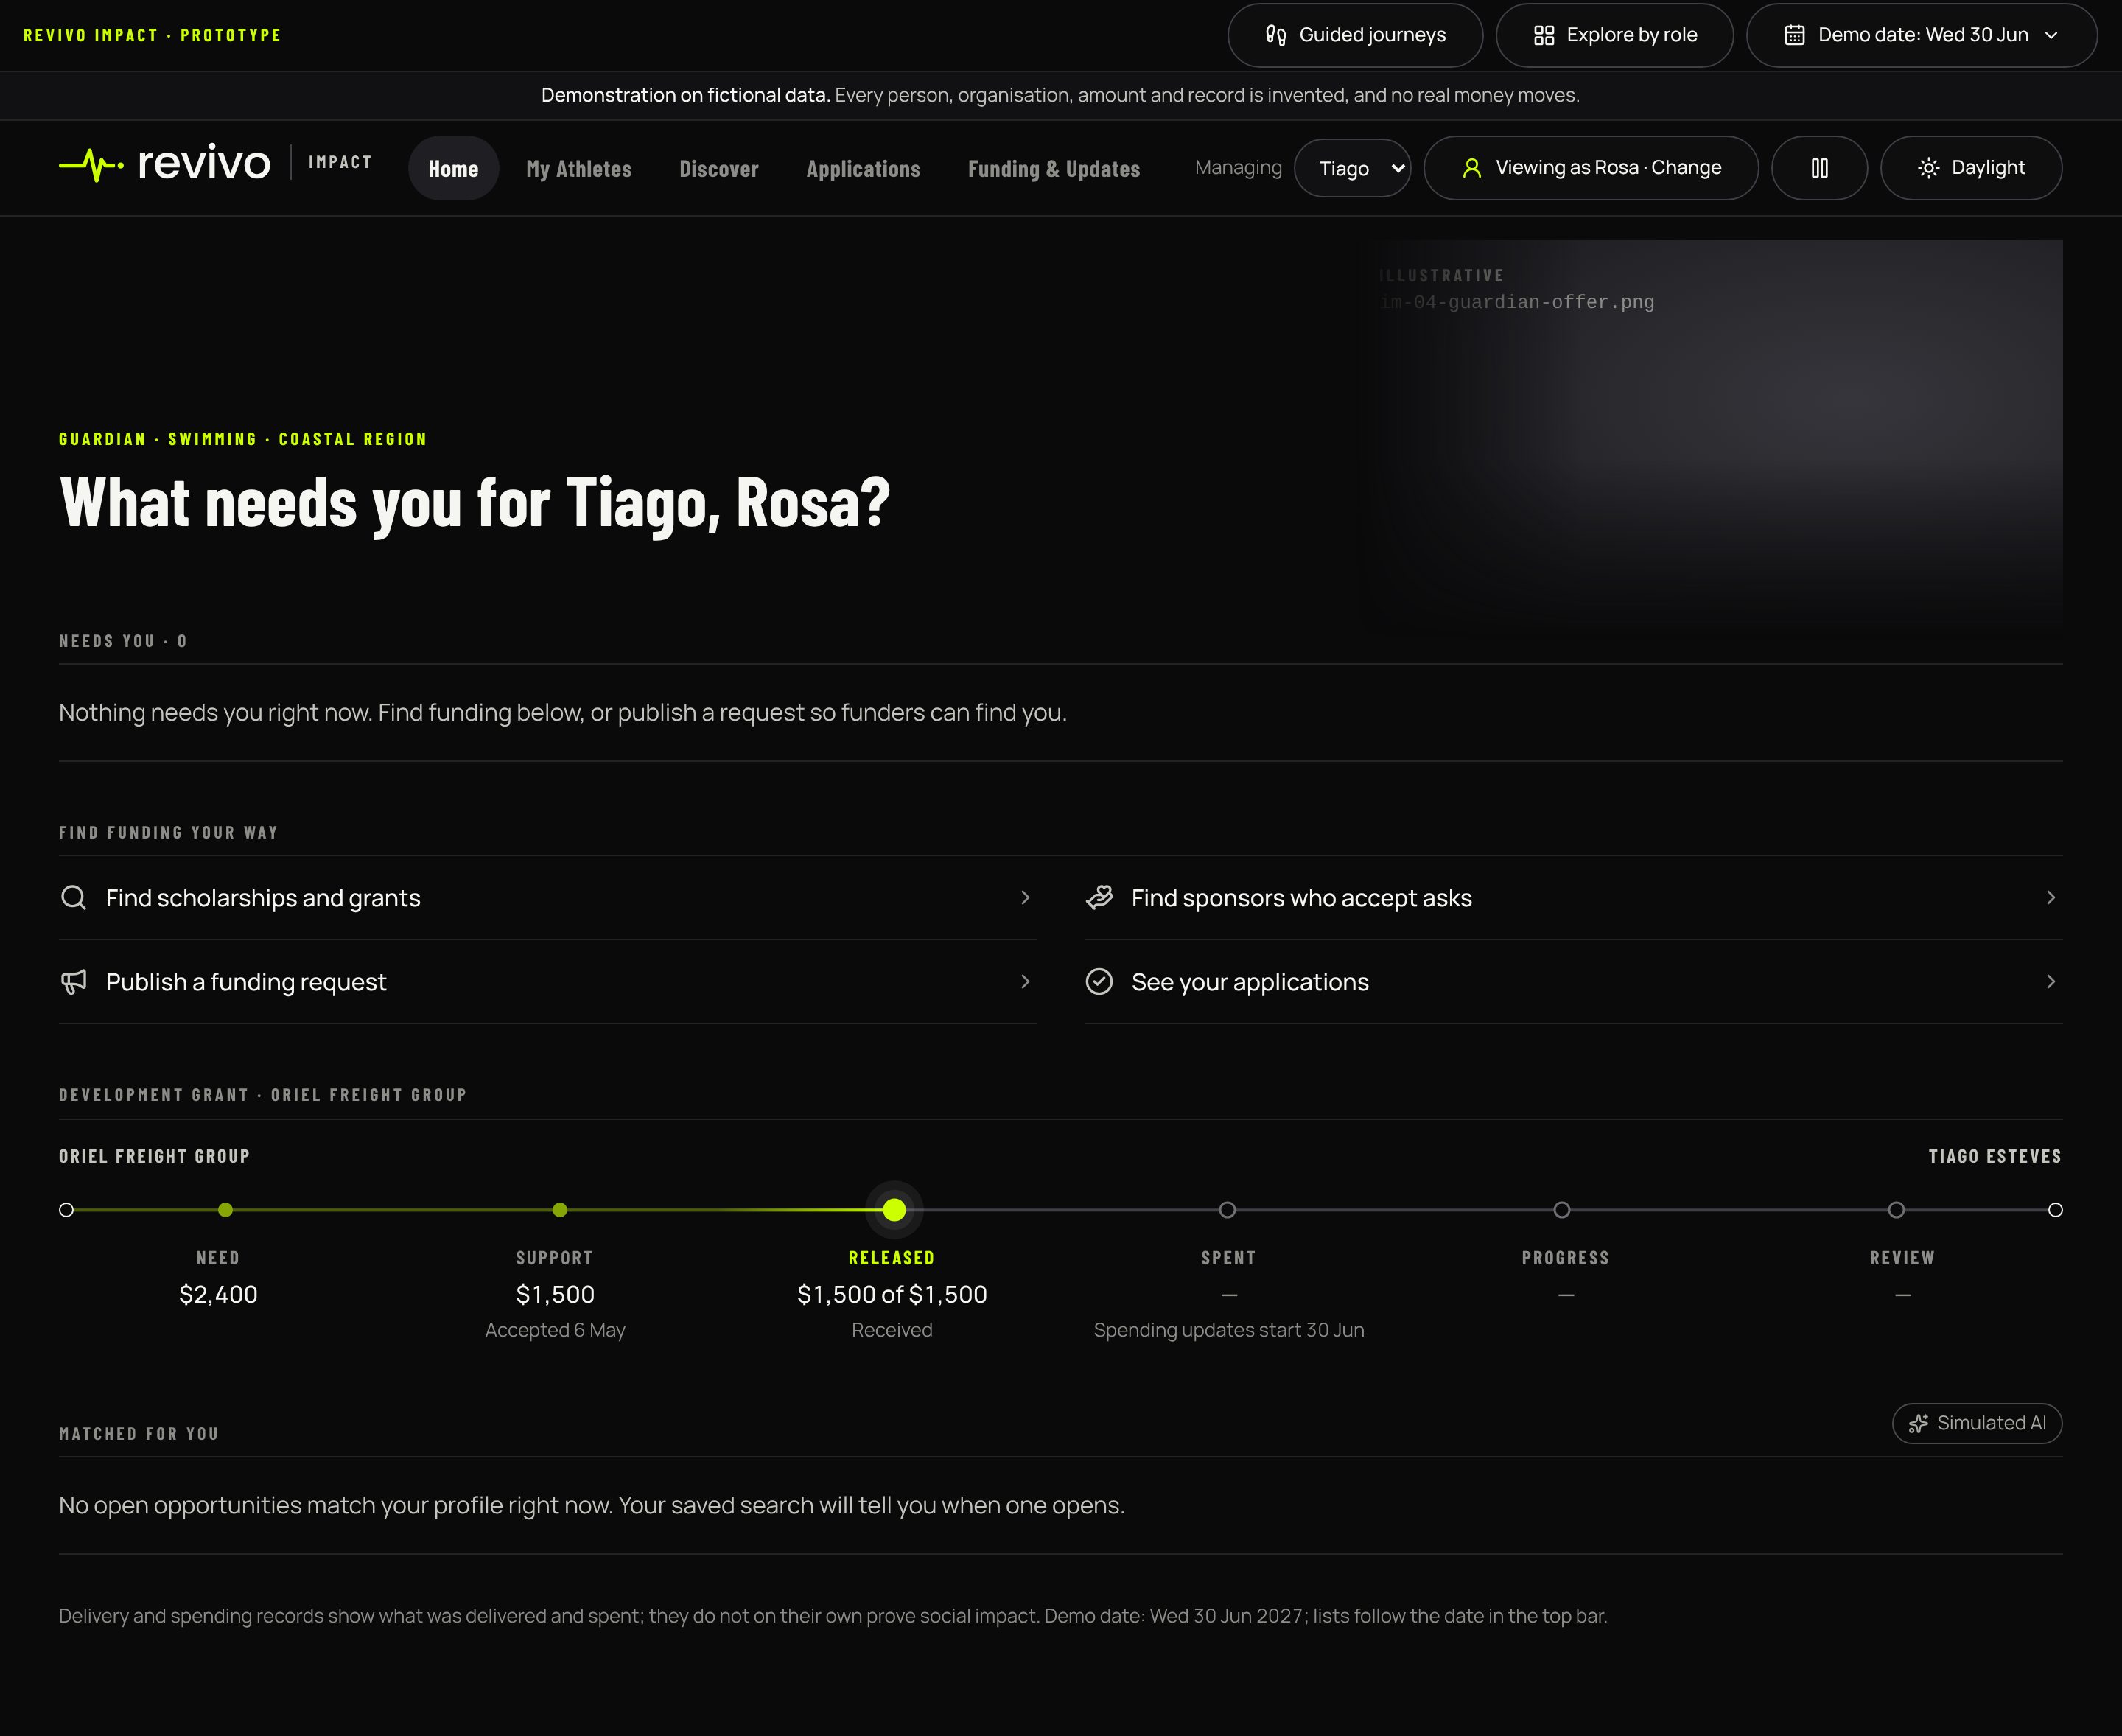 REVIVO IMPACT · PROTOTYPE
Guided journeys
Explore by role
Demo date: Wed 30 Jun
Demonstration on fictional data. Every person, organisation, amount and record is invented, and no real money moves.
revivo IMPACT
Home
My Athletes
Discover
Applications
Funding & Updates
Managing
Tiago
Viewing as Rosa · Change
Daylight
ILLUSTRATIVE
im-04-guardian-offer.png
GUARDIAN · SWIMMING · COASTAL REGION
What needs you for Tiago, Rosa?
NEEDS YOU · 0
Nothing needs you right now. Find funding below, or publish a request so funders can find you.
FIND FUNDING YOUR WAY
Find scholarships and grants
Find sponsors who accept asks
Publish a funding request
See your applications
DEVELOPMENT GRANT · ORIEL FREIGHT GROUP
ORIEL FREIGHT GROUP
TIAGO ESTEVES
NEED
$2,400
SUPPORT
$1,500
Accepted 6 May
RELEASED
$1,500 of $1,500
Received
SPENT
—
Spending updates start 30 Jun
PROGRESS
—
REVIEW
—
MATCHED FOR YOU
Simulated AI
No open opportunities match your profile right now. Your saved search will tell you when one opens.
Delivery and spending records show what was delivered and spent; they do not on their own prove social impact. Demo date: Wed 30 Jun 2027; lists follow the date in the top bar.